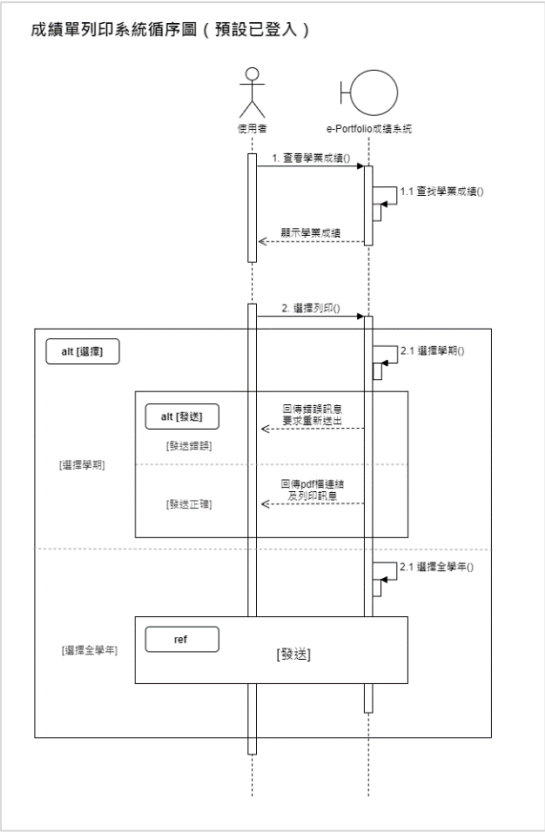 成績單列印系統循序圖（預設已登入）
使用者
e-Portfolio成績系統
1. 查看學業成績()
1.1 查找學業成績()
顯示學業成績
2. 選擇列印()
alt [選擇]
2.1 選擇學期()
alt [發送]
回傳錯誤訊息
要求重新送出
[發送錯誤]
[選擇學期]
回傳pdf檔連結
及列印訊息
[發送正確]
2.1 選擇全學年()
ref
[發送]
[選擇全學年]